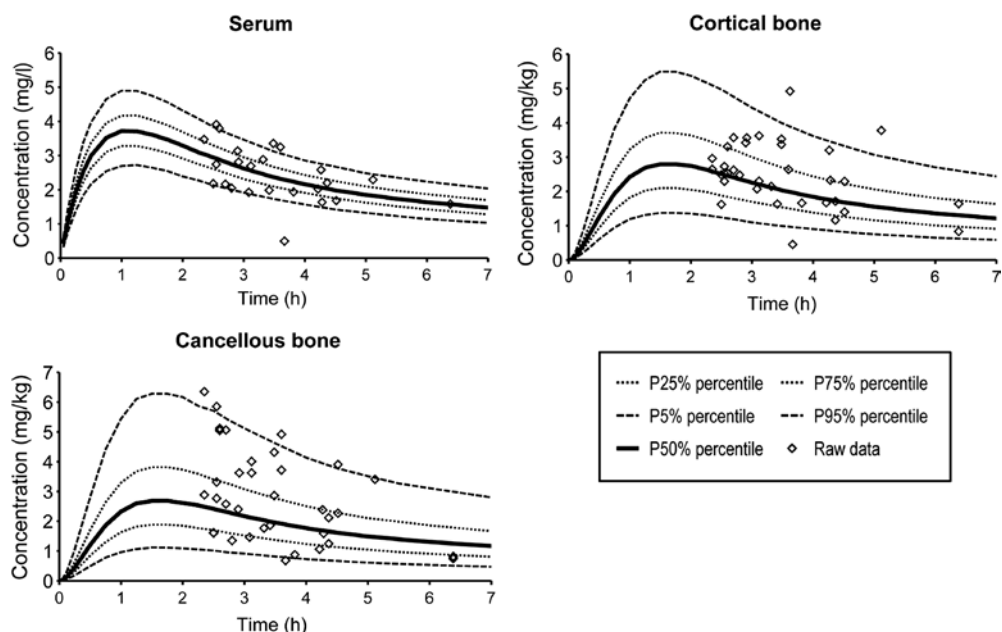 Serum
Concentration (mg/l)
6
5
4
3
2
1
0
0 1 2 3 4 5 6 7
Time (h)
Cortical bone
Concentration (mg/kg)
6
5
4
3
2
1
0
0 1 2 3 4 5 6 7
Time (h)
Cancellous bone
Concentration (mg/kg)
7
6
5
4
3
2
1
0
0 1 2 3 4 5 6 7
Time (h)
P25% percentile P75% percentile
P5% percentile P95% percentile
P50% percentile Raw data